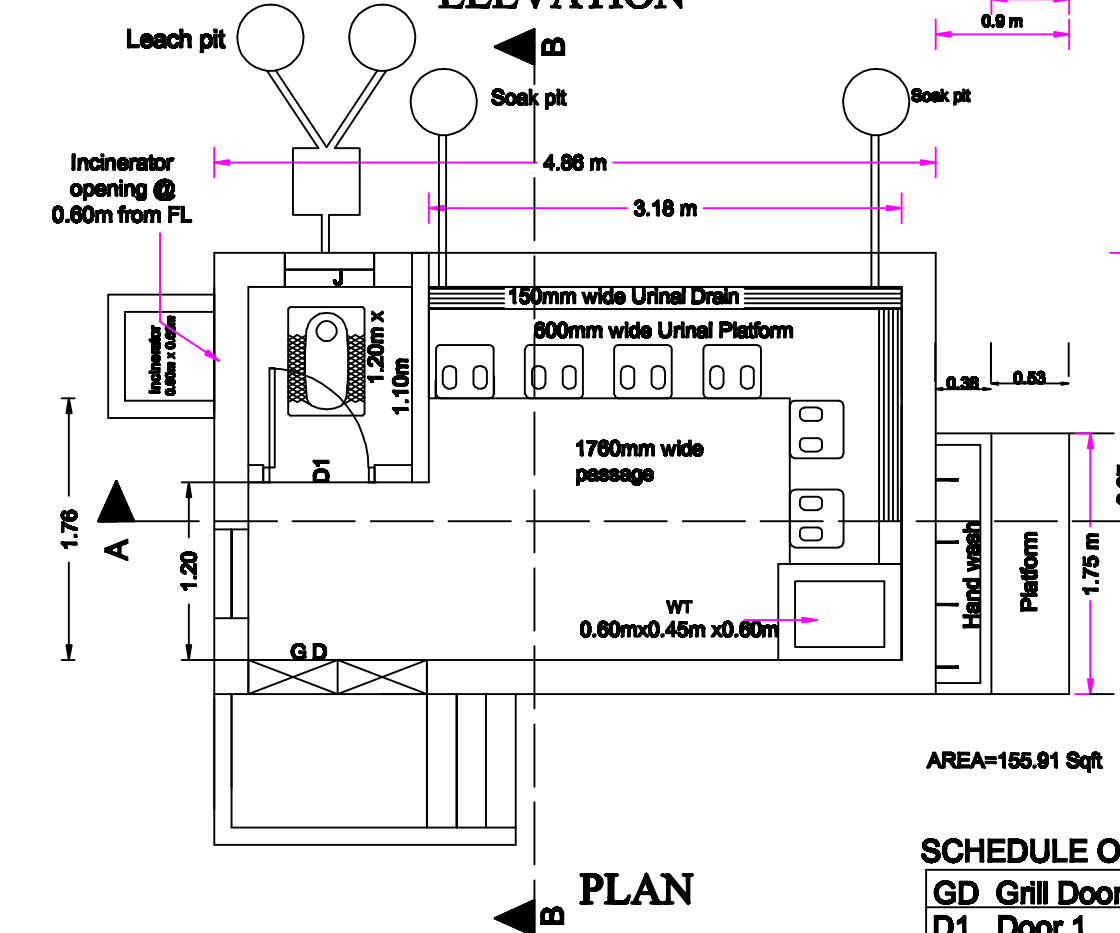 ELEVATION
0.9 m
Leach pit
B
Soak pit
Soak pit
Incinerator
opening @
0.60m from FL
4.86 m
3.18 m
J
150mm wide Urinal Drain
600mm wide Urinal Platform
Incinerator
1.20m x
1.10m
0.38
0.53
1760mm wide
passage
D1
1.76
A
1.20
Hand wash
Platform
1.75 m
WT
0.60mx0.45m x0.60m
G D
AREA=155.91 Sqft
SCHEDULE O
PLAN
B
GD Grill Door
D1 Door 1